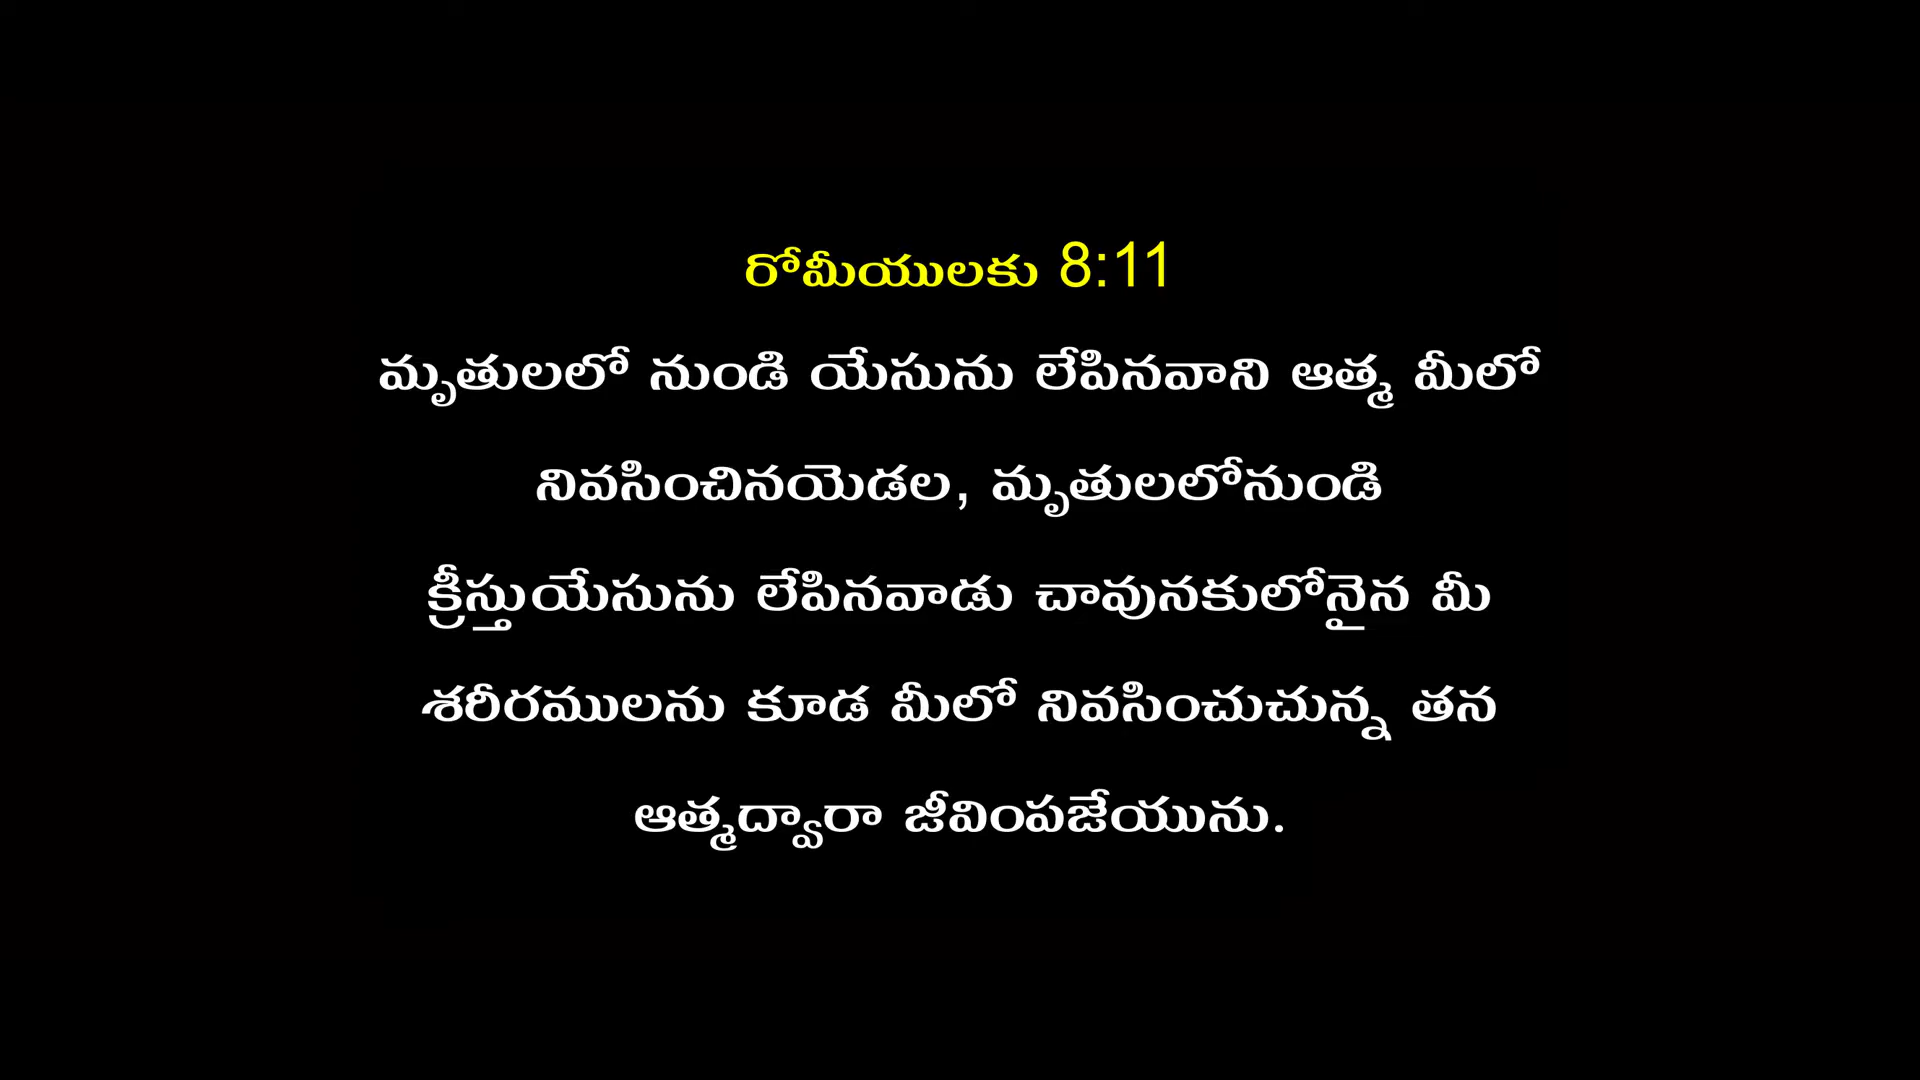 రోమీయులకు 8:11
మృతులలో నుండి యేసును లేపినవాని ఆత్మ మీలో
నివసించినయెడల, మృతులలోనుండి
క్రీస్తుయేసును లేపినవాడు చావునకులోనైన మీ
శరీరములను కూడ మీలో నివసించుచున్న తన
ఆత్మద్వారా జీవింపజేయును.